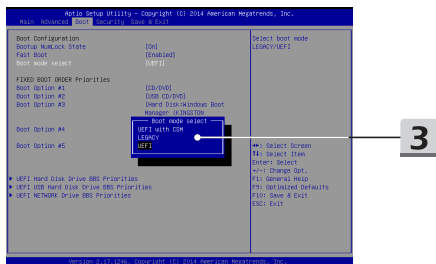 Aptio Setup Utility - Copyright (C) 2014 American Megatrends, Inc.
Main Advanced Boot Security Save & Exit
Boot Configuration
Bootup NumLock State [On]
Fast Boot [Enabled]
Boot mode select [UEFI]
FIXED BOOT ORDER Priorities
Boot Option #1 [CD/DVD]
Boot Option #2 [USB CD/DVD]
Boot Option #3 [Hard Disk:Windows Boot
Manager (KINGSTON
Boot Option #4
Boot Option #5
Boot mode select
UEFI with CSM
LEGACY
UEFI
UEFI Hard Disk Drive BBS Priorities
UEFI USB Hard Disk Drive BBS Priorities
UEFI NETWORK Drive BBS Priorities
Select boot mode
LEGACY/UEFI
→←: Select Screen
↑↓: Select Item
Enter: Select
+/-: Change Opt.
F1: General Help
F9: Optimized Defaults
F10: Save & Exit
ESC: Exit
Version 2.17.1246. Copyright (C) 2014 American Megatrends, Inc.
3